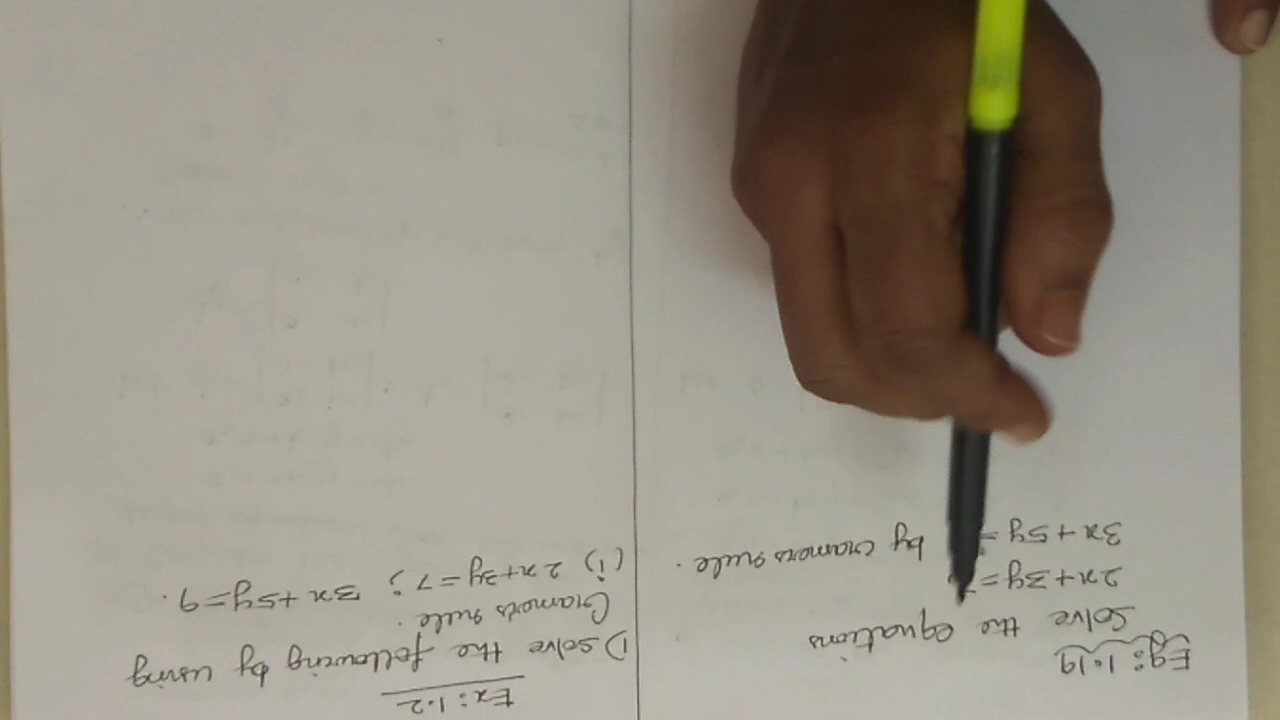 Eg: 1.19
Solve the equations
2x+3y=
3x+5y= by cramers rule.
Ex: 1.2
1) solve the following by using
Cramer's rule.
(i) 2x+3y=7; 3x+5y=9.